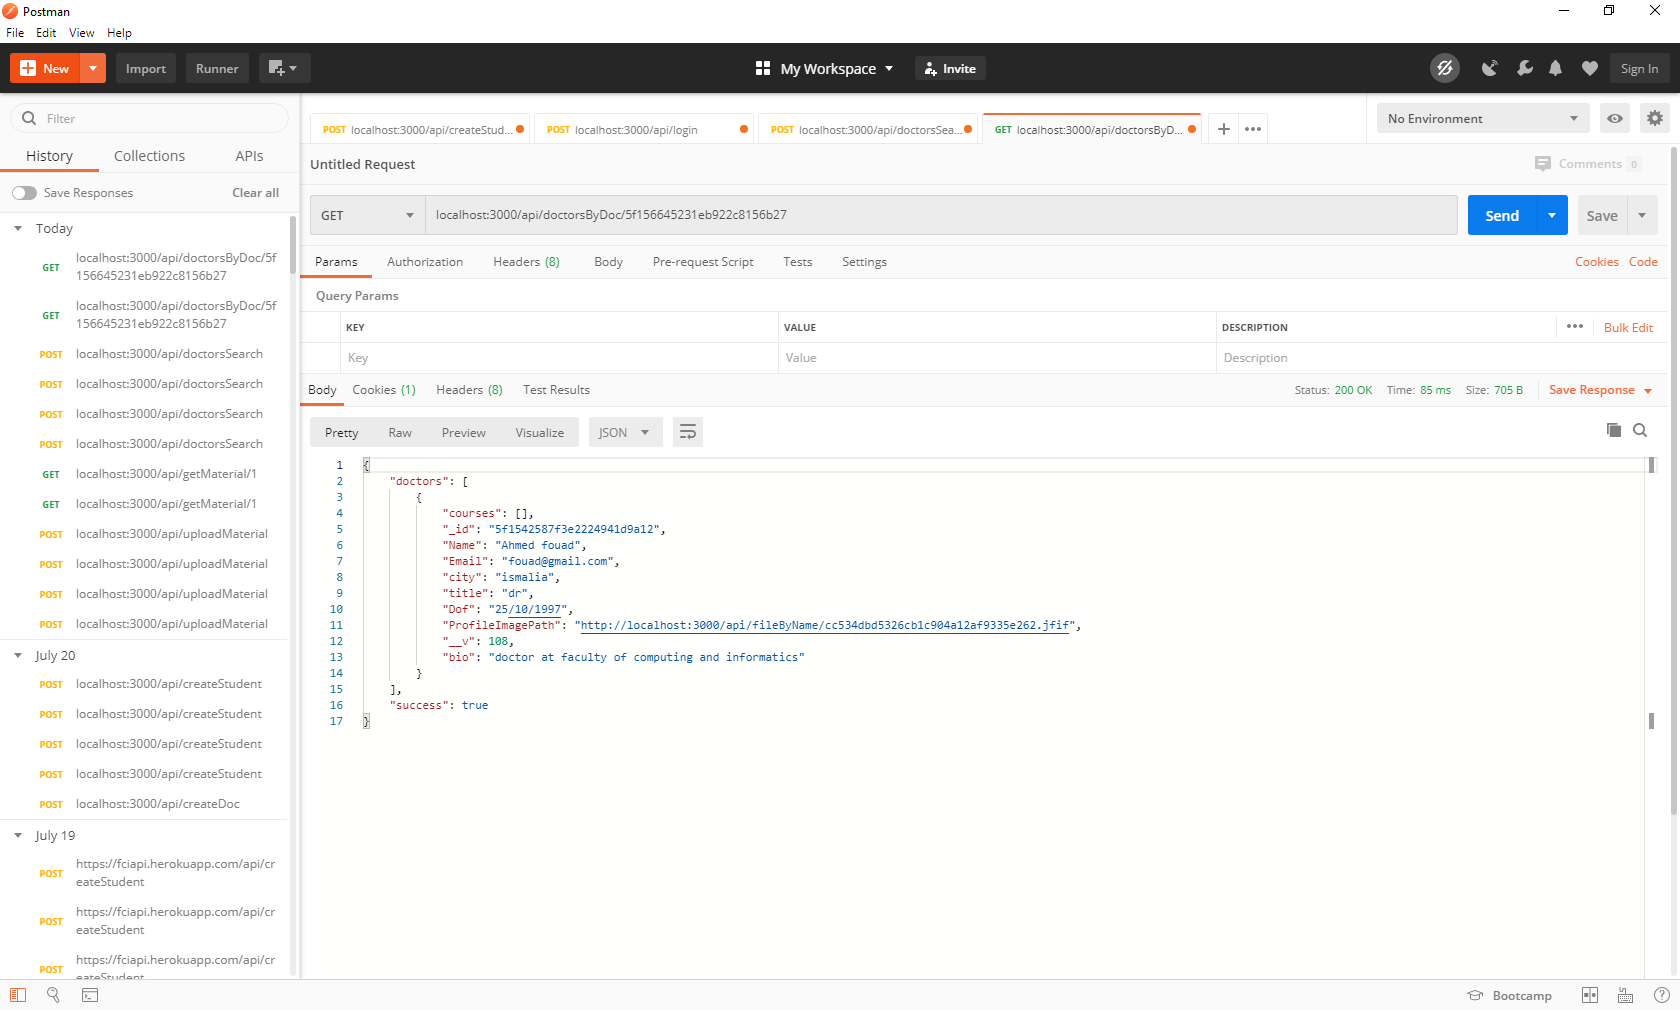 Postman
File Edit View Help
New Import Runner My Workspace Invite Sign In
Filter
History Collections APIs
Save Responses Clear all
Today
GET localhost:3000/api/doctorsByDoc/5f
156645231eb922c8156b27
GET localhost:3000/api/doctorsByDoc/5f
156645231eb922c8156b27
POST localhost:3000/api/doctorsSearch
POST localhost:3000/api/doctorsSearch
POST localhost:3000/api/doctorsSearch
POST localhost:3000/api/doctorsSearch
GET localhost:3000/api/getMaterial/1
GET localhost:3000/api/getMaterial/1
POST localhost:3000/api/uploadMaterial
POST localhost:3000/api/uploadMaterial
POST localhost:3000/api/uploadMaterial
POST localhost:3000/api/uploadMaterial
July 20
POST localhost:3000/api/createStudent
POST localhost:3000/api/createStudent
POST localhost:3000/api/createStudent
POST localhost:3000/api/createStudent
POST localhost:3000/api/createDoc
July 19
POST https://fciapi.herokuapp.com/api/cr
eateStudent
POST https://fciapi.herokuapp.com/api/cr
eateStudent
POST https://fciapi.herokuapp.com/api/cr
eateStudent
POST localhost:3000/api/createStud... POST localhost:3000/api/login POST localhost:3000/api/doctorsSea... GET localhost:3000/api/doctorsByD... + ••• No Environment
Untitled Request Comments 0
GET localhost:3000/api/doctorsByDoc/5f156645231eb922c8156b27 Send Save
Params Authorization Headers (8) Body Pre-request Script Tests Settings Cookies Code
Query Params
KEY VALUE DESCRIPTION ••• Bulk Edit
Key Value Description
Body Cookies (1) Headers (8) Test Results Status: 200 OK Time: 85 ms Size: 705 B Save Response
Pretty Raw Preview Visualize JSON
1 {
2 "doctors": [
3 {
4 "courses": [],
5 "_id": "5f1542587f3e2224941d9a12",
6 "Name": "Ahmed fouad",
7 "Email": "fouad@gmail.com",
8 "city": "ismalia",
9 "title": "dr",
10 "Dof": "25/10/1997",
11 "ProfileImagePath": "http://localhost:3000/api/fileByName/cc534dbd5326cb1c904a12af9335e262.jfif",
12 "__v": 108,
13 "bio": "doctor at faculty of computing and informatics"
14 }
15 ],
16 "success": true
17 }
Bootcamp